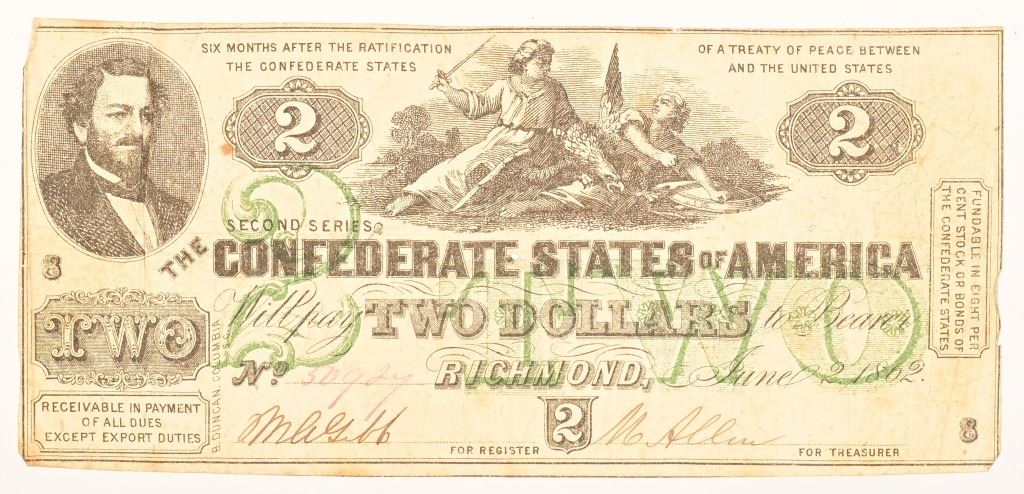 SIX MONTHS AFTER THE RATIFICATION
THE CONFEDERATE STATES
OF A TREATY OF PEACE BETWEEN
AND THE UNITED STATES
2
2
SECOND SERIES
THE CONFEDERATE STATES OF AMERICA
2 TWO
Will pay TWO DOLLARS to Bearer
8
TWO
No 50927
RICHMOND,
June 2 1862.
RECEIVABLE IN PAYMENT
OF ALL DUES
EXCEPT EXPORT DUTIES
B. DUNCAN. COLUMBIA S.C.
FOR REGISTER
2
M Allen
FOR TREASURER
8
FUNDABLE IN EIGHT PER
CENT STOCK OR BONDS OF
THE CONFEDERATE STATES